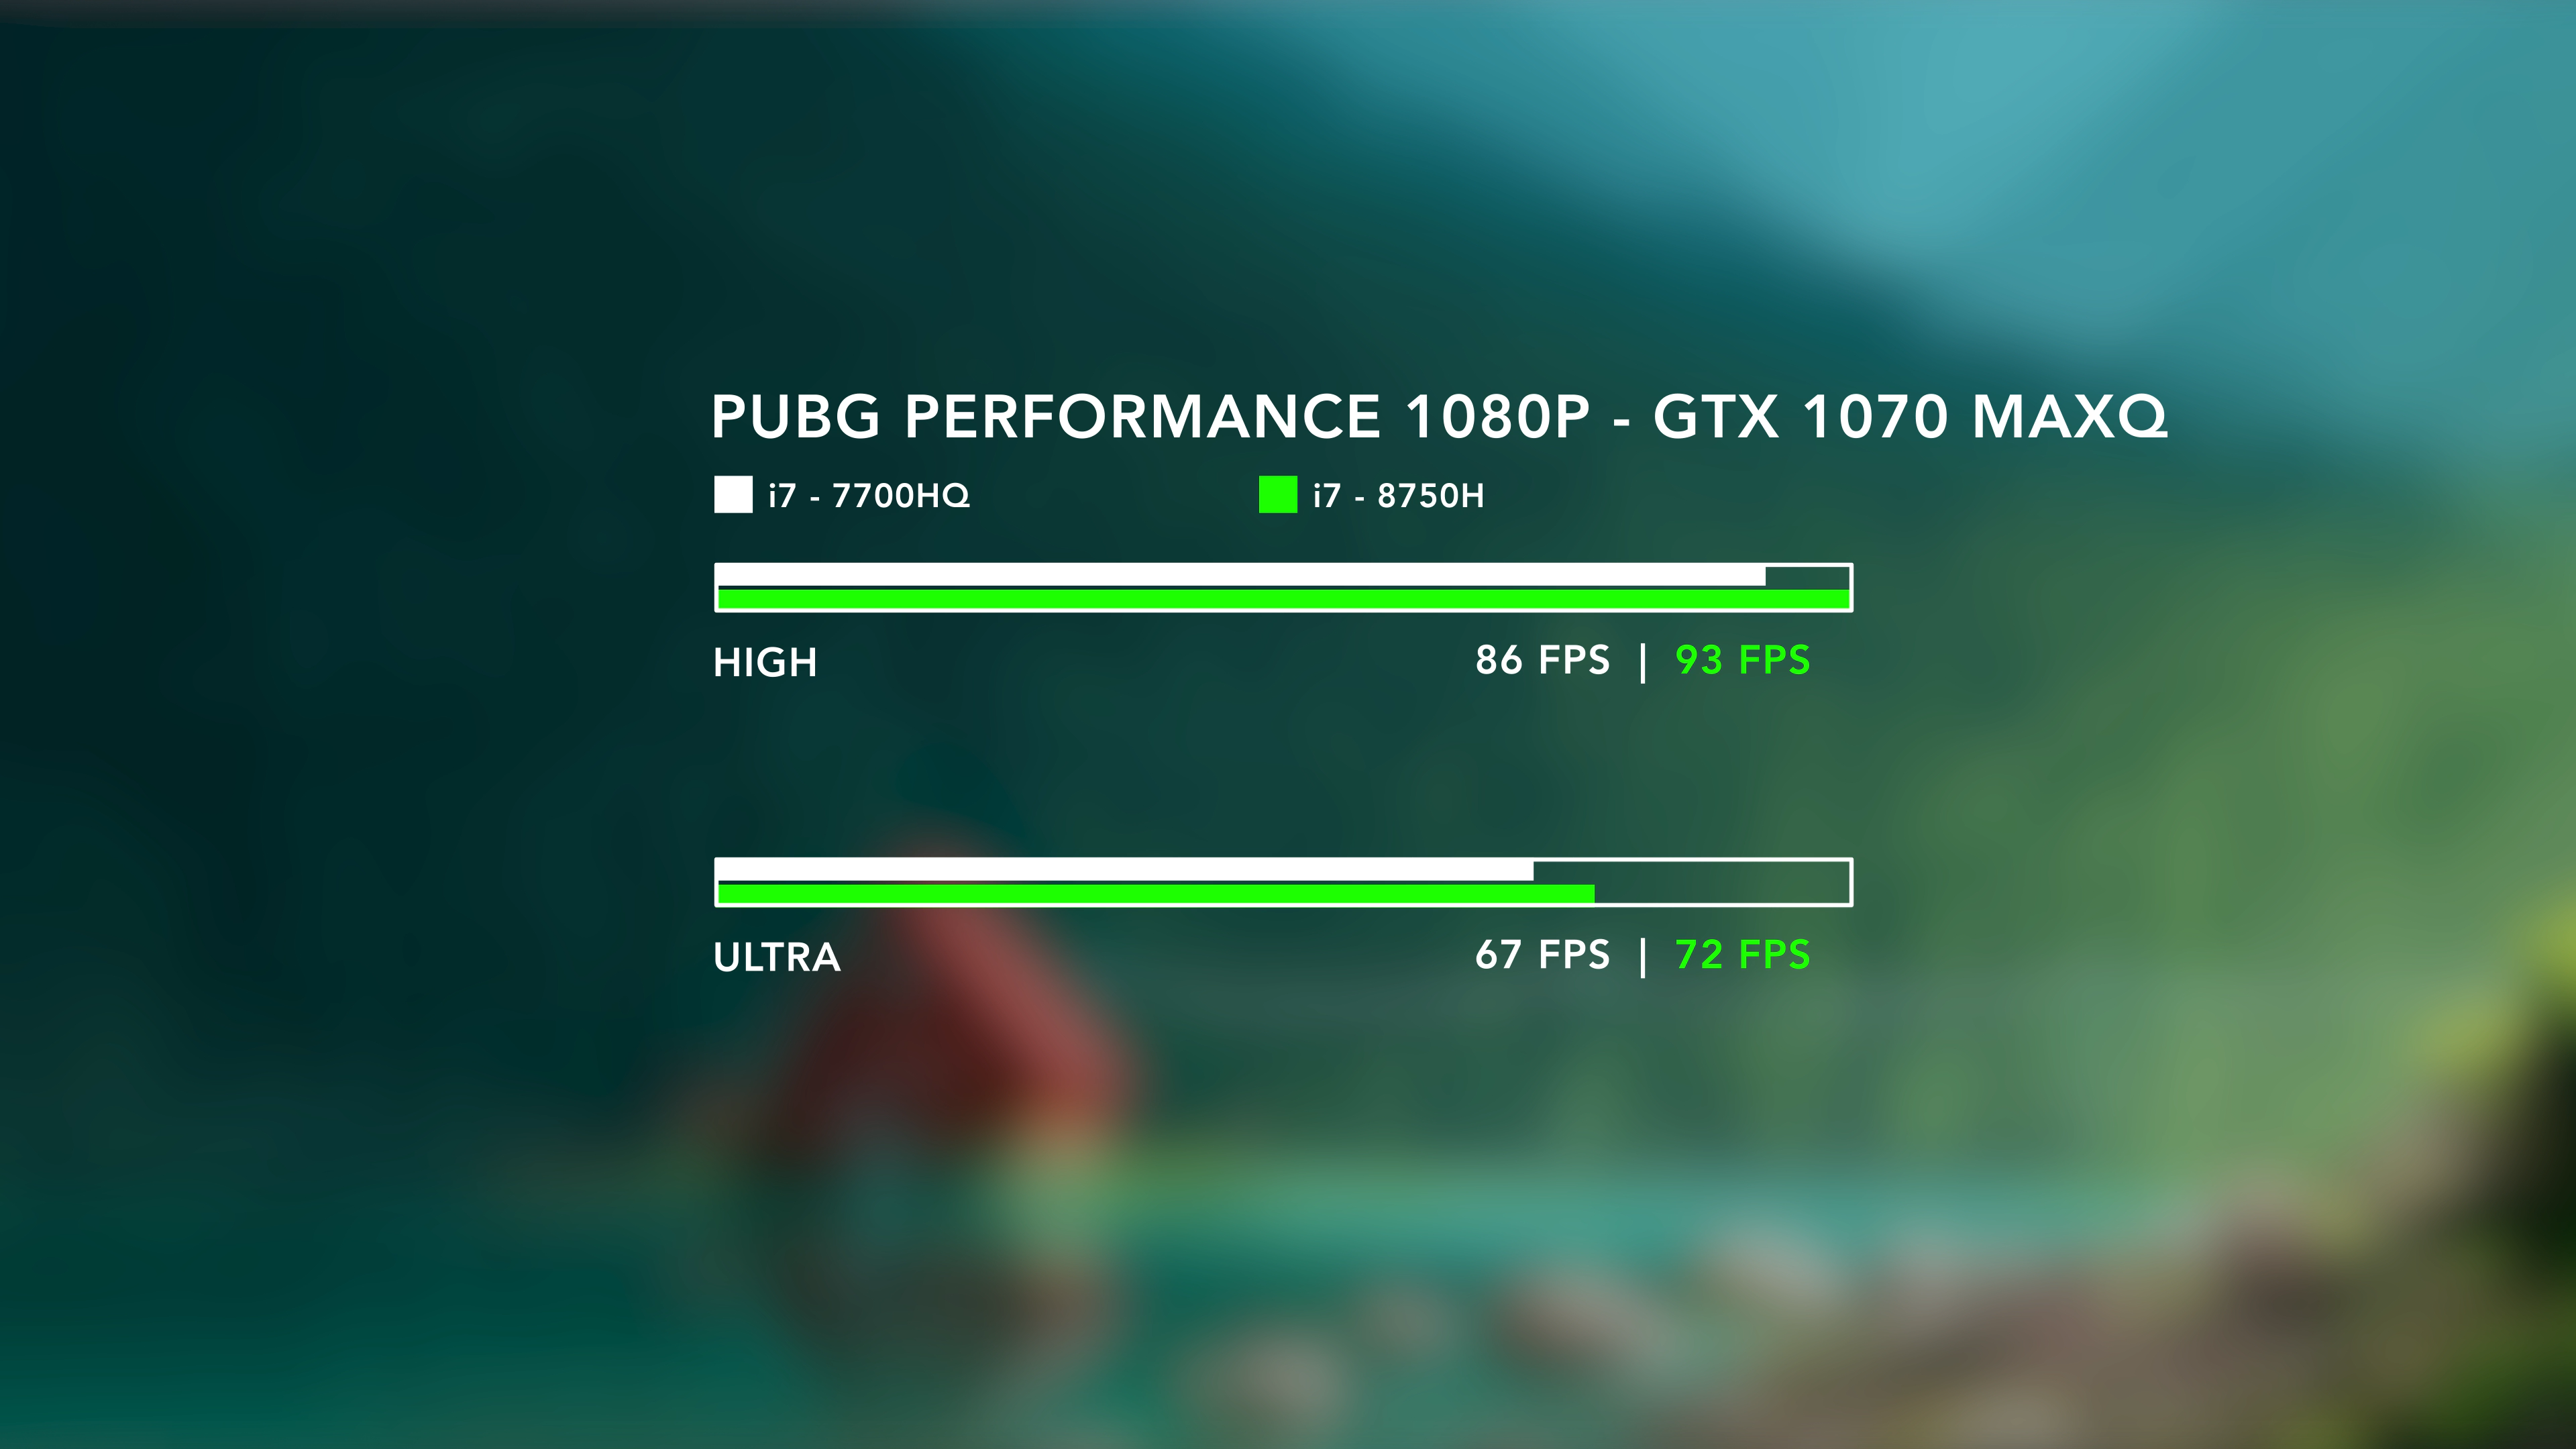 PUBG PERFORMANCE 1080P - GTX 1070 MAXQ
i7 - 7700HQ i7 - 8750H
HIGH 86 FPS | 93 FPS
ULTRA 67 FPS | 72 FPS